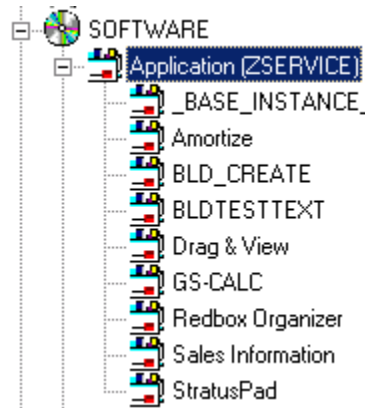 SOFTWARE
Application (ZSERVICE)
_BASE_INSTANCE_
Amortize
BLD_CREATE
BLDTESTTEXT
Drag & View
GS-CALC
Redbox Organizer
Sales Information
StratusPad